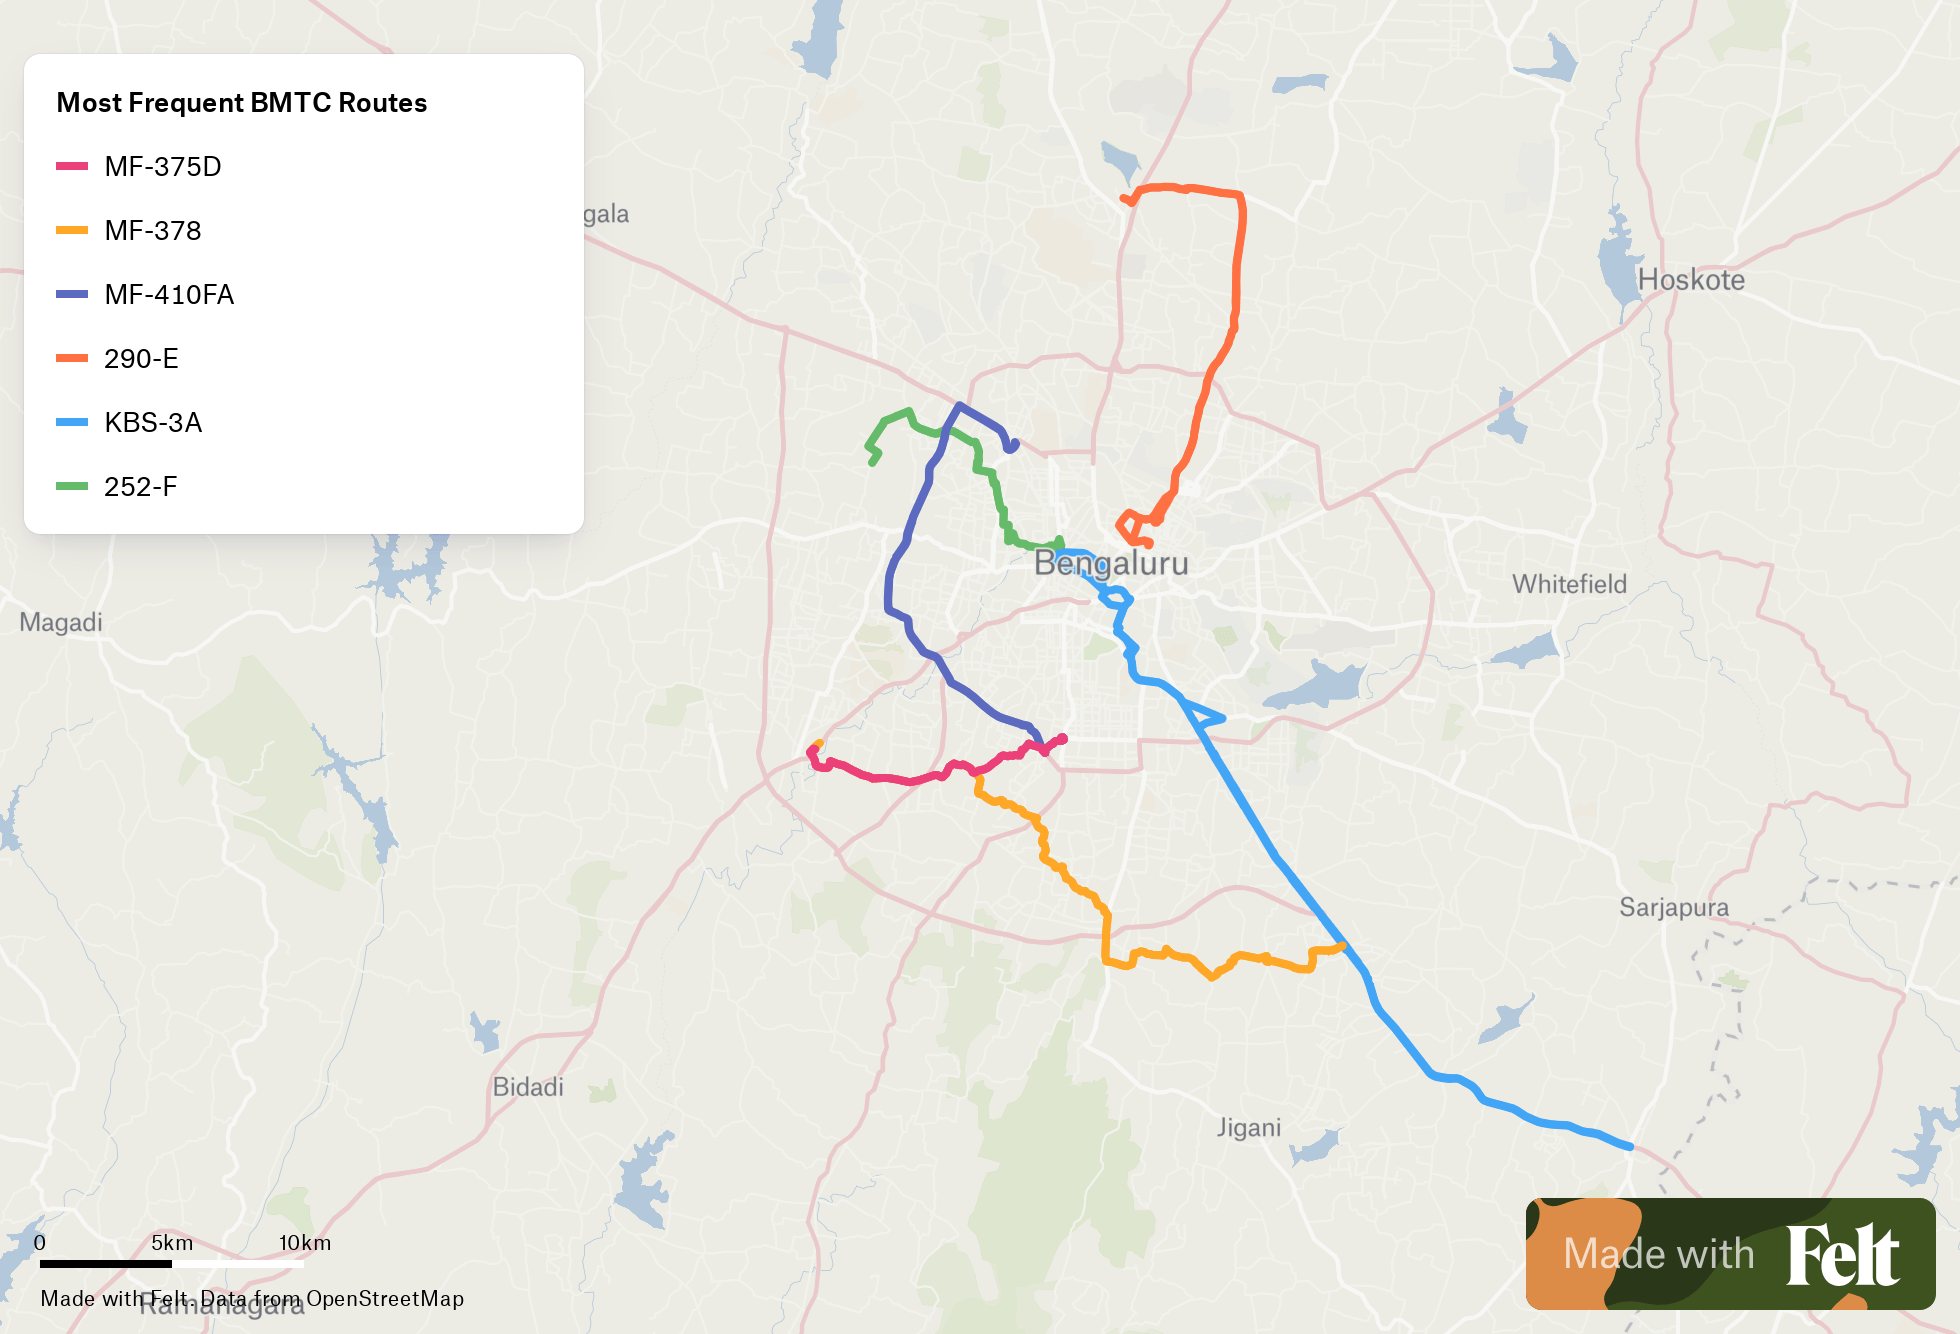 Most Frequent BMTC Routes
MF-375D
MF-378
MF-410FA
290-E
KBS-3A
252-F
gala
Hoskote
Bengaluru
Whitefield
Magadi
Sarjapura
Bidadi
Jigani
0 5km 10km
Made with Felt. Data from OpenStreetMap
Ramanagara
Made with Felt